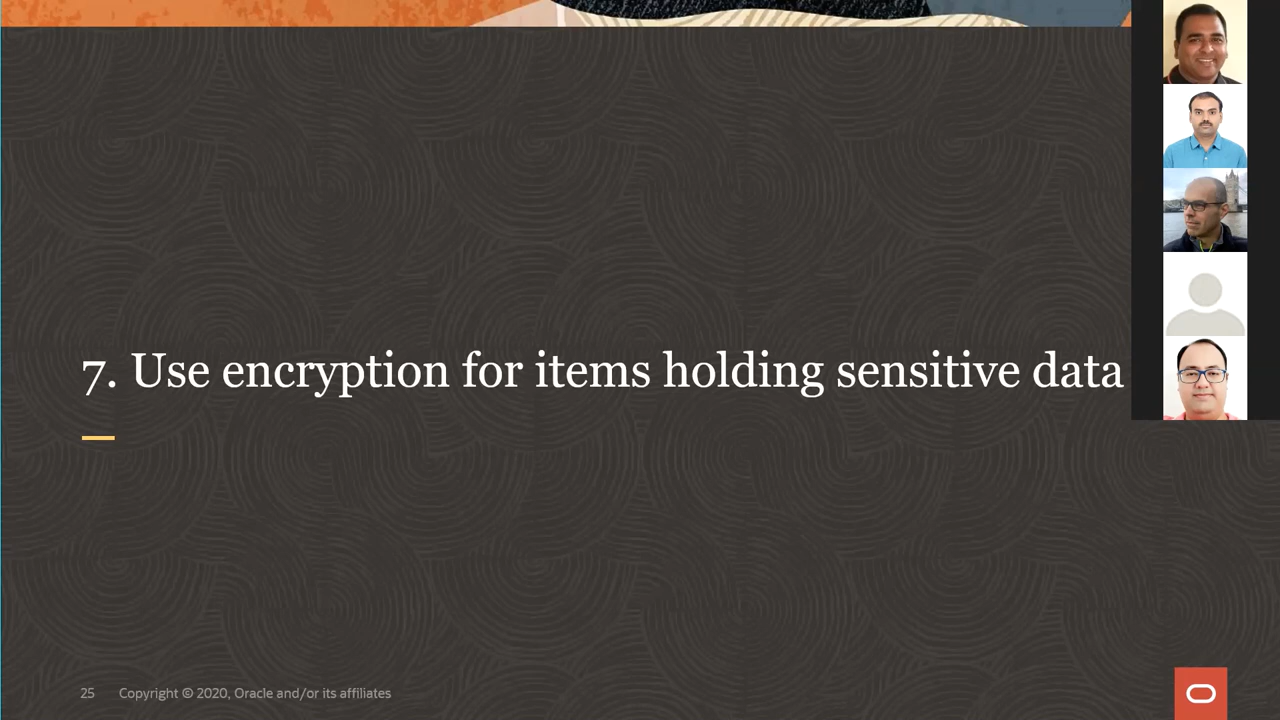 7. Use encryption for items holding sensitive data
25 Copyright © 2020, Oracle and/or its affiliates